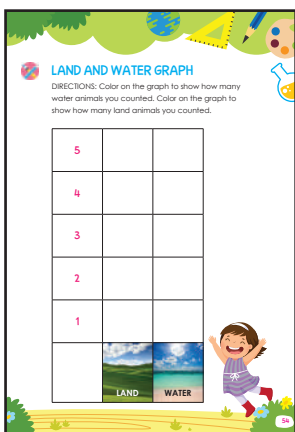 LAND AND WATER GRAPH
DIRECTIONS: Color on the graph to show how many
water animals you counted. Color on the graph to
show how many land animals you counted.
5
4
3
2
1
LAND WATER
54